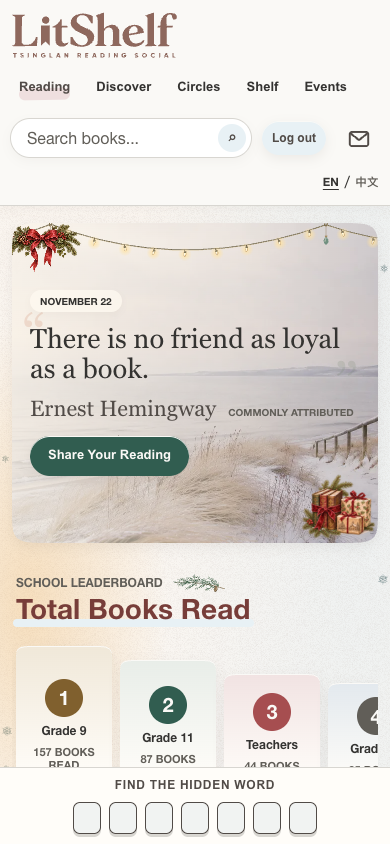 LitShelf
TSINGLAN READING SOCIAL
Reading Discover Circles Shelf Events
Search books... Log out
EN / 中文
NOVEMBER 22
“
There is no friend as loyal
as a book.
”
Ernest Hemingway COMMONLY ATTRIBUTED
Share Your Reading
SCHOOL LEADERBOARD
Total Books Read
1
Grade 9
157 BOOKS
READ
2
Grade 11
87 BOOKS
3
Teachers
44 BOOKS
4
FIND THE HIDDEN WORD